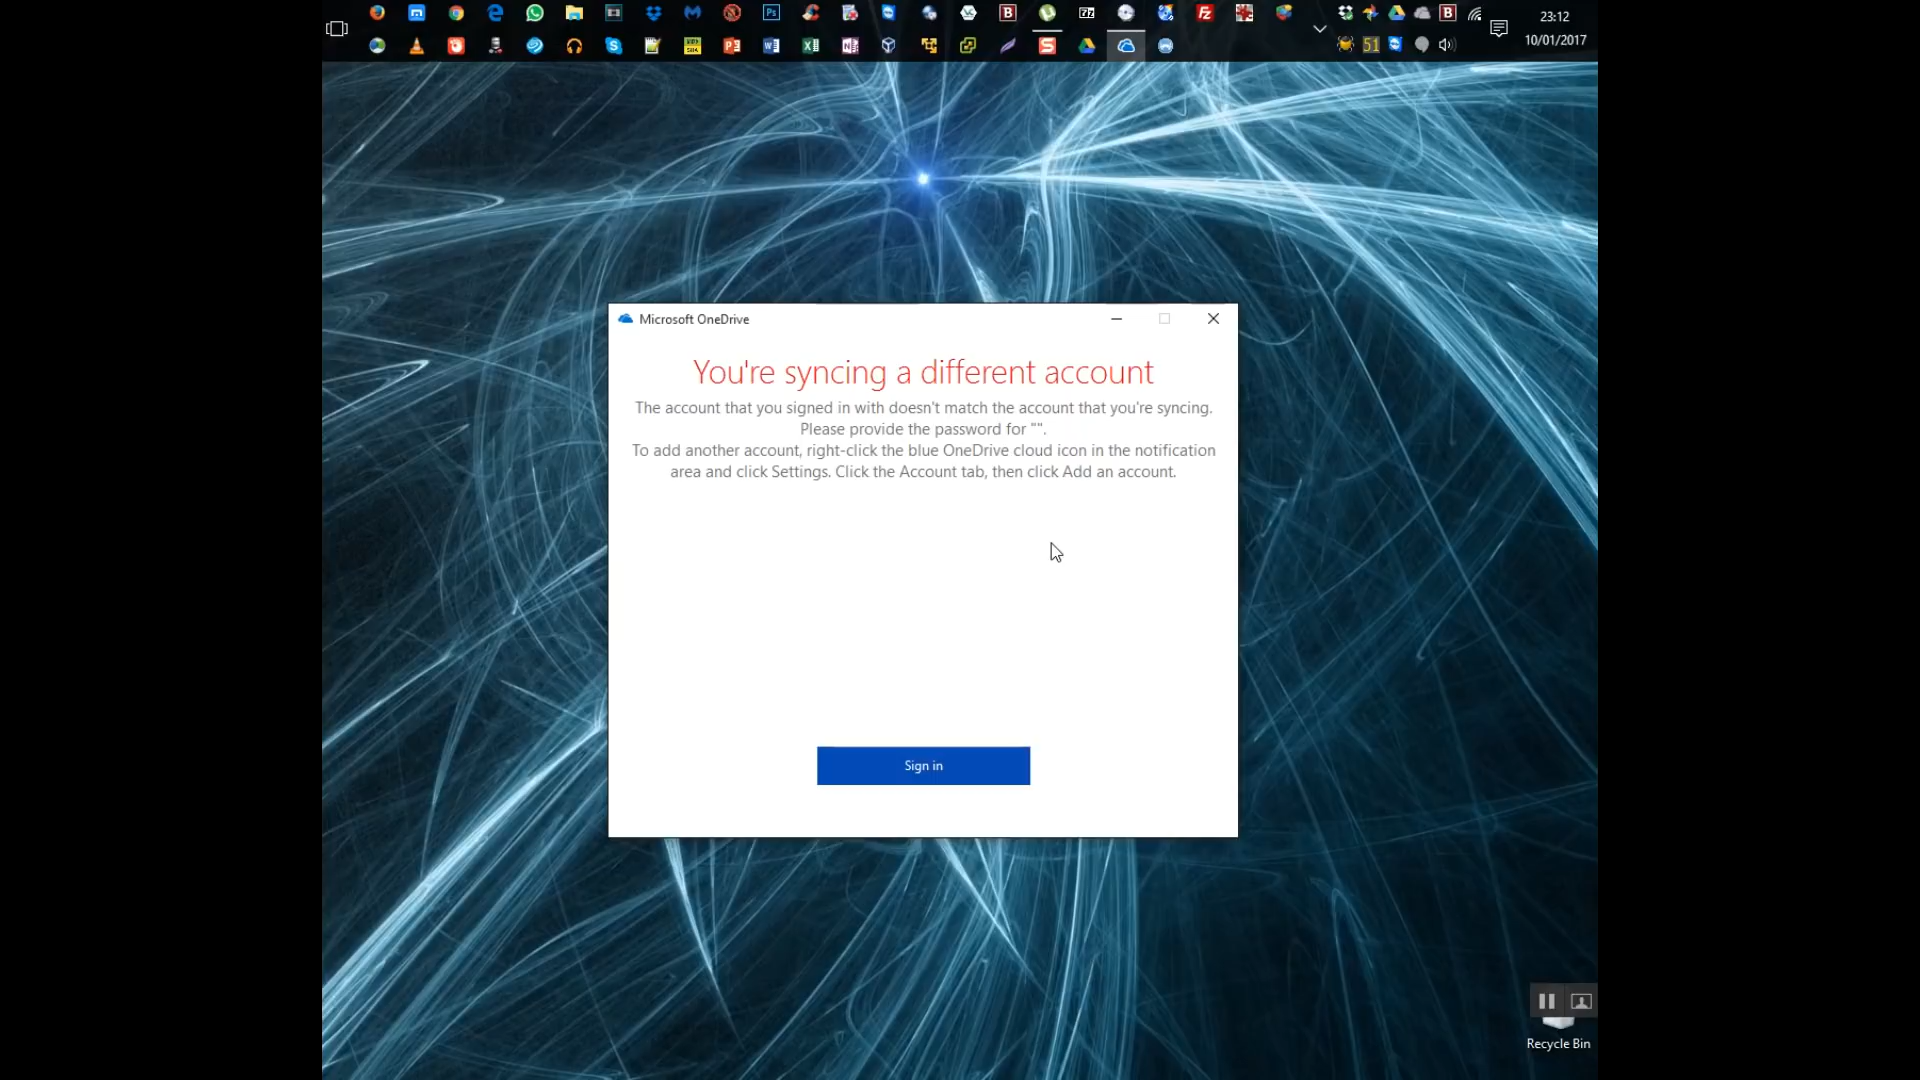 23:12
10/01/2017
51
Microsoft OneDrive
You're syncing a different account
The account that you signed in with doesn't match the account that you're syncing.
Please provide the password for "".
To add another account, right-click the blue OneDrive cloud icon in the notification
area and click Settings. Click the Account tab, then click Add an account.
Sign in
Recycle Bin